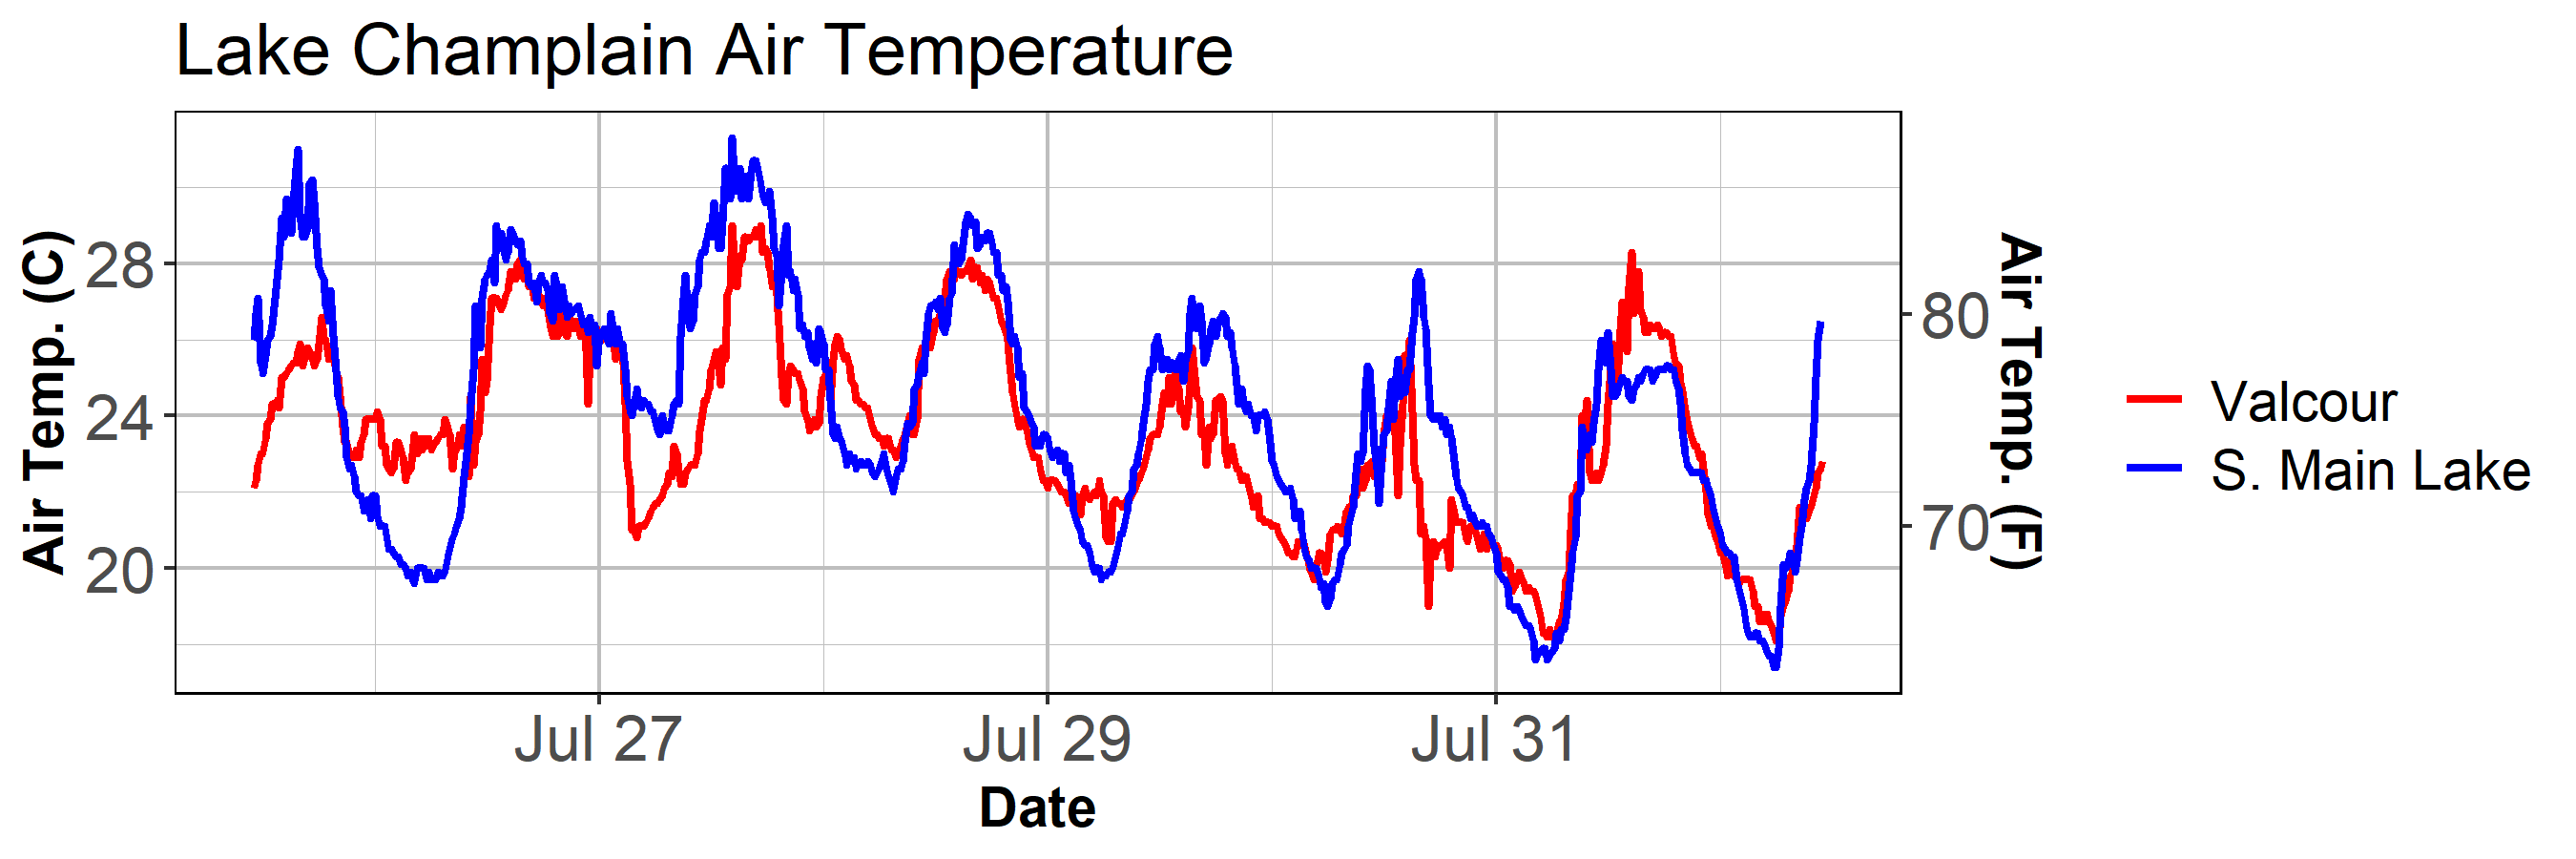 Lake Champlain Air Temperature
Air Temp. (C)
28
24
20
Air Temp. (F)
80
70
Jul 27
Jul 29
Jul 31
Date
Valcour
S. Main Lake